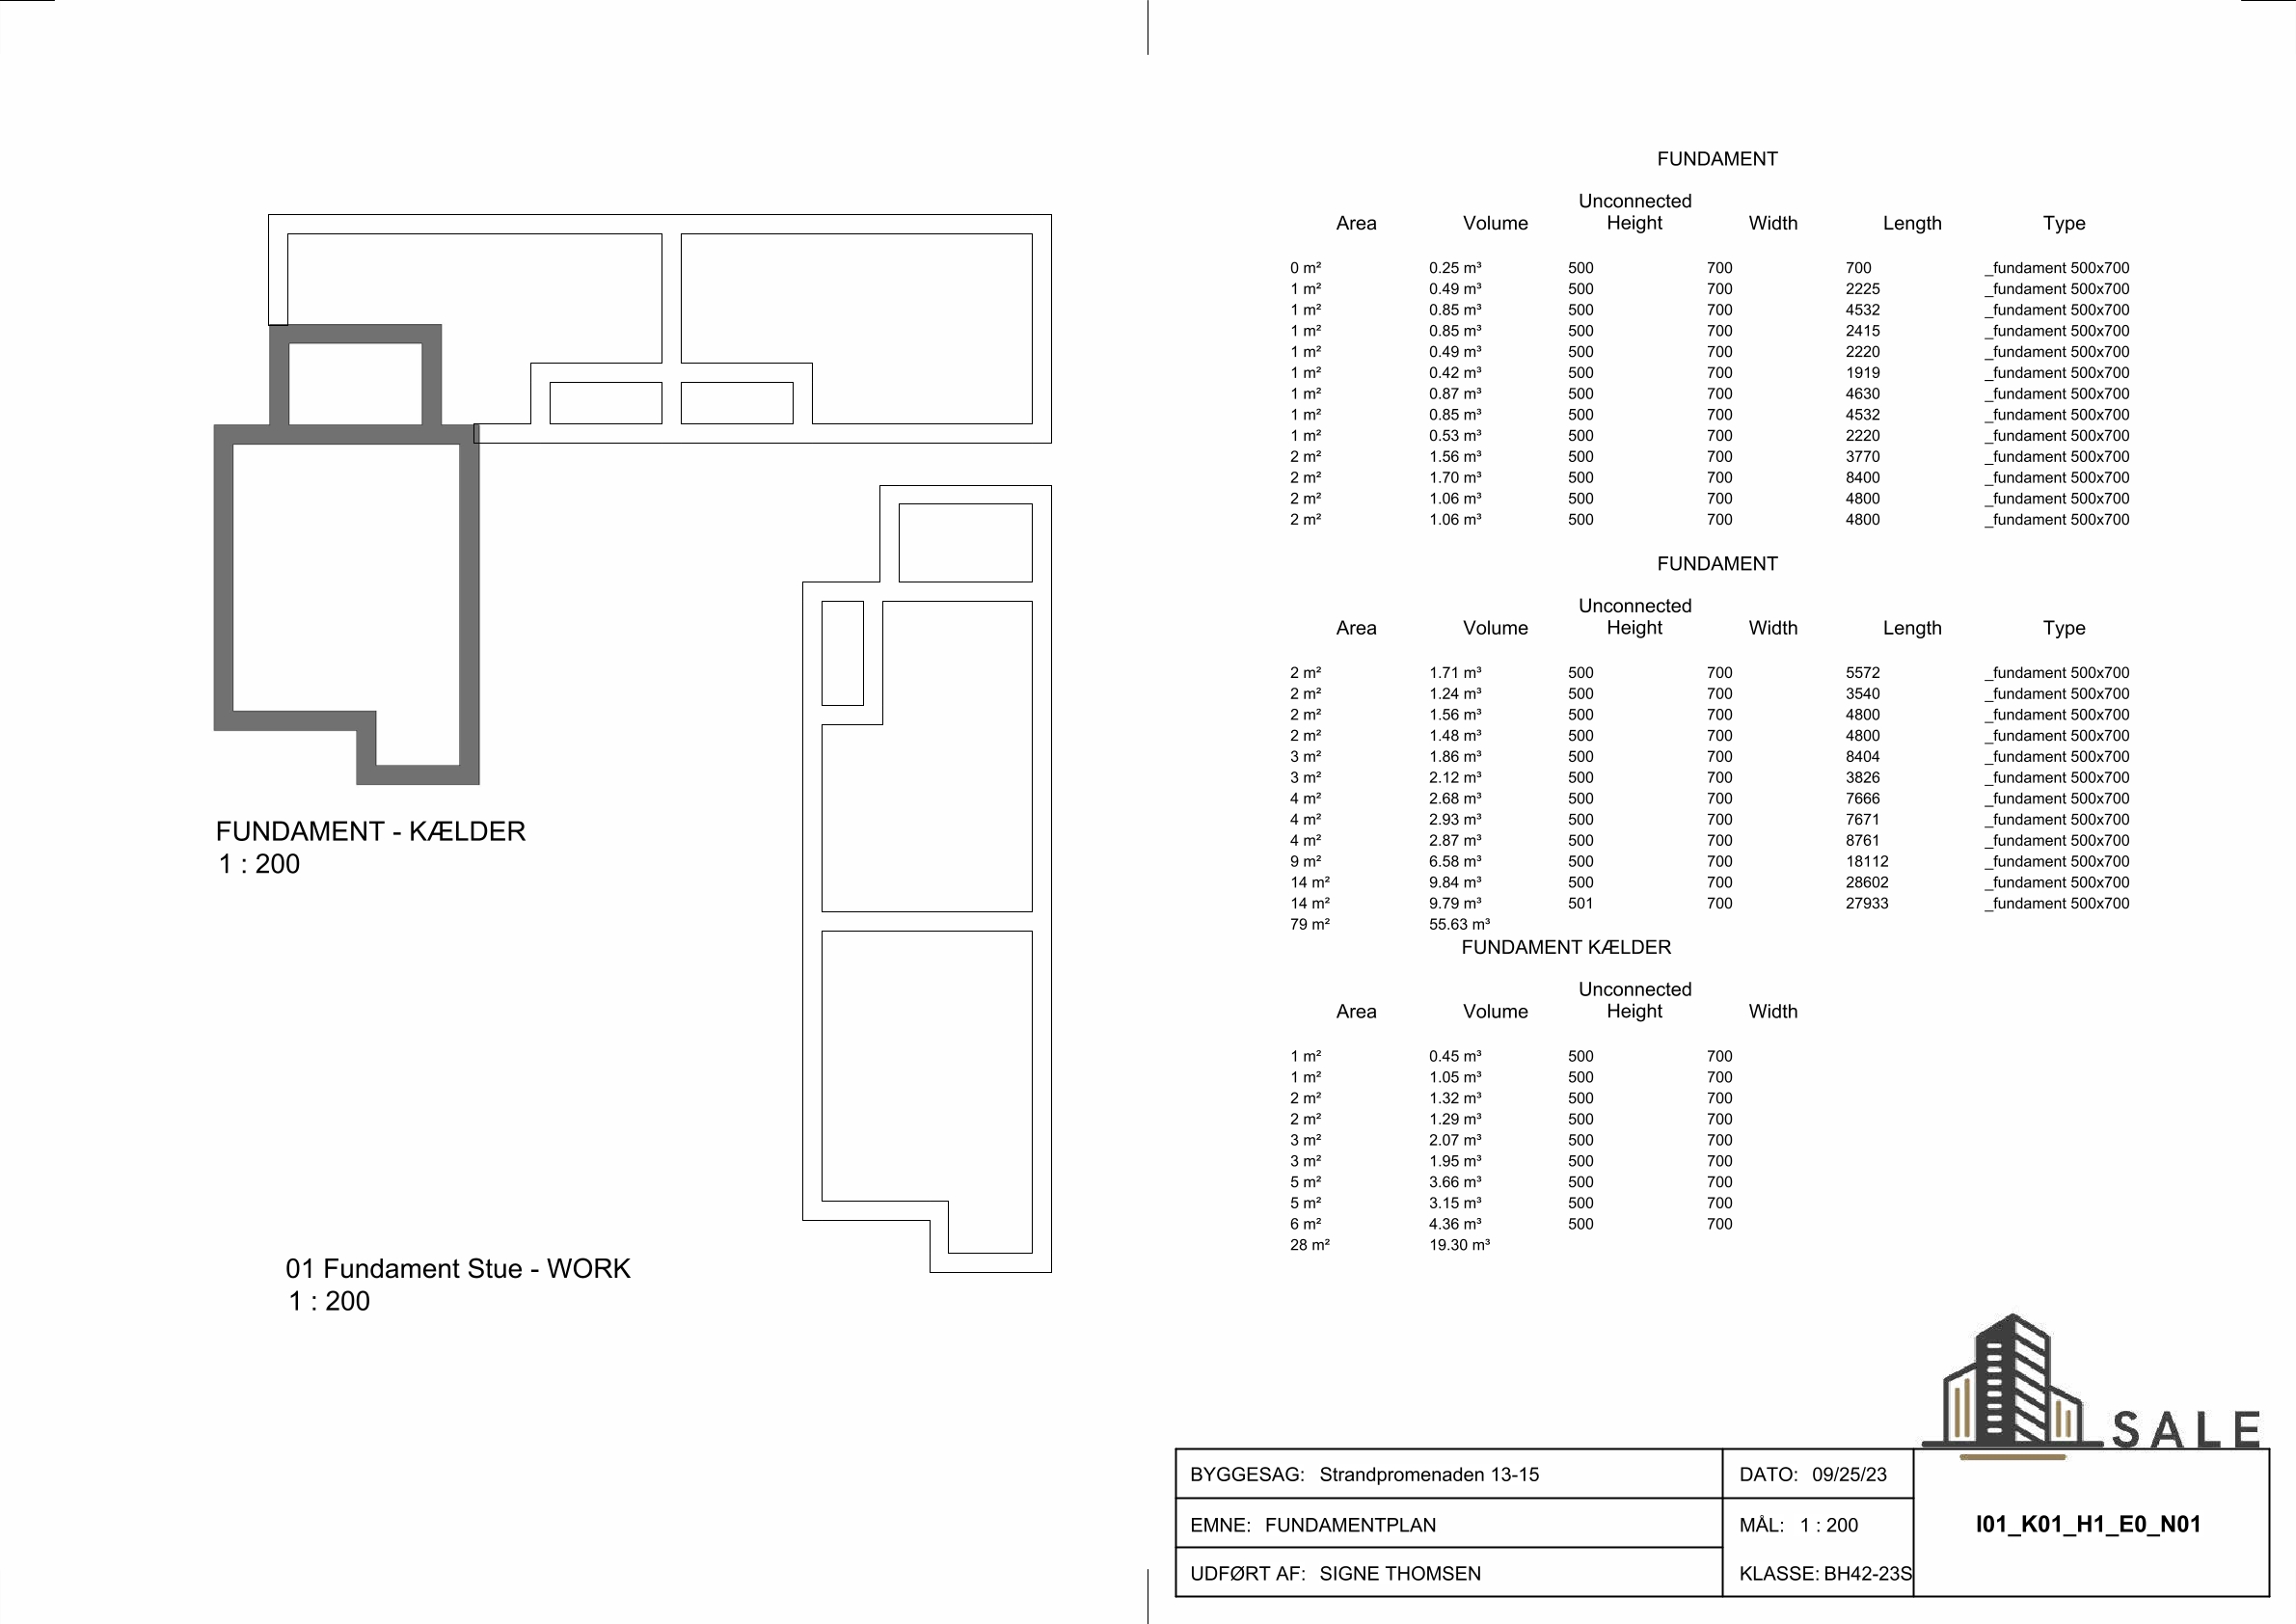 FUNDAMENT - KÆLDER
1 : 200
01 Fundament Stue - WORK
1 : 200
FUNDAMENT
Area Volume Unconnected Height Width Length Type
0 m² 0.25 m³ 500 700 700 _fundament 500x700
1 m² 0.49 m³ 500 700 2225 _fundament 500x700
1 m² 0.85 m³ 500 700 4532 _fundament 500x700
1 m² 0.85 m³ 500 700 2415 _fundament 500x700
1 m² 0.49 m³ 500 700 2220 _fundament 500x700
1 m² 0.42 m³ 500 700 1919 _fundament 500x700
1 m² 0.87 m³ 500 700 4630 _fundament 500x700
1 m² 0.85 m³ 500 700 4532 _fundament 500x700
1 m² 0.53 m³ 500 700 2220 _fundament 500x700
2 m² 1.56 m³ 500 700 3770 _fundament 500x700
2 m² 1.70 m³ 500 700 8400 _fundament 500x700
2 m² 1.06 m³ 500 700 4800 _fundament 500x700
2 m² 1.06 m³ 500 700 4800 _fundament 500x700
FUNDAMENT
Area Volume Unconnected Height Width Length Type
2 m² 1.71 m³ 500 700 5572 _fundament 500x700
2 m² 1.24 m³ 500 700 3540 _fundament 500x700
2 m² 1.56 m³ 500 700 4800 _fundament 500x700
2 m² 1.48 m³ 500 700 4800 _fundament 500x700
3 m² 1.86 m³ 500 700 8404 _fundament 500x700
3 m² 2.12 m³ 500 700 3826 _fundament 500x700
4 m² 2.68 m³ 500 700 7666 _fundament 500x700
4 m² 2.93 m³ 500 700 7671 _fundament 500x700
4 m² 2.87 m³ 500 700 8761 _fundament 500x700
9 m² 6.58 m³ 500 700 18112 _fundament 500x700
14 m² 9.84 m³ 500 700 28602 _fundament 500x700
14 m² 9.79 m³ 501 700 27933 _fundament 500x700
79 m² 55.63 m³
FUNDAMENT KÆLDER
Area Volume Unconnected Height Width
1 m² 0.45 m³ 500 700
1 m² 1.05 m³ 500 700
2 m² 1.32 m³ 500 700
2 m² 1.29 m³ 500 700
3 m² 2.07 m³ 500 700
3 m² 1.95 m³ 500 700
5 m² 3.66 m³ 500 700
5 m² 3.15 m³ 500 700
6 m² 4.36 m³ 500 700
28 m² 19.30 m³
SALE
BYGGESAG: Strandpromenaden 13-15
DATO: 09/25/23
EMNE: FUNDAMENTPLAN
MÅL: 1 : 200
I01_K01_H1_E0_N01
UDFØRT AF: SIGNE THOMSEN
KLASSE: BH42-23S